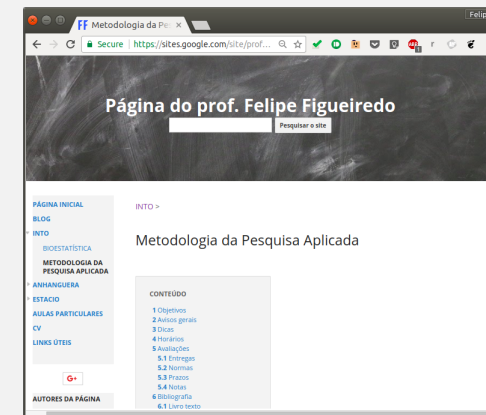 Felip
FF Metodologia da Pe
Secure https://sites.google.com/site/prof...
Página do prof. Felipe Figueiredo
Pesquisar o site
PÁGINA INICIAL
BLOG
INTO
BIOESTATÍSTICA
METODOLOGIA DA
PESQUISA APLICADA
ANHANGUERA
ESTACIO
AULAS PARTICULARES
CV
LINKS ÚTEIS
G+
AUTORES DA PÁGINA
INTO >
Metodologia da Pesquisa Aplicada
CONTEÚDO
1 Objetivos
2 Avisos gerais
3 Dicas
4 Horários
5 Avaliações
5.1 Entregas
5.2 Normas
5.3 Prazos
5.4 Notas
6 Bibliografia
6.1 Livro texto